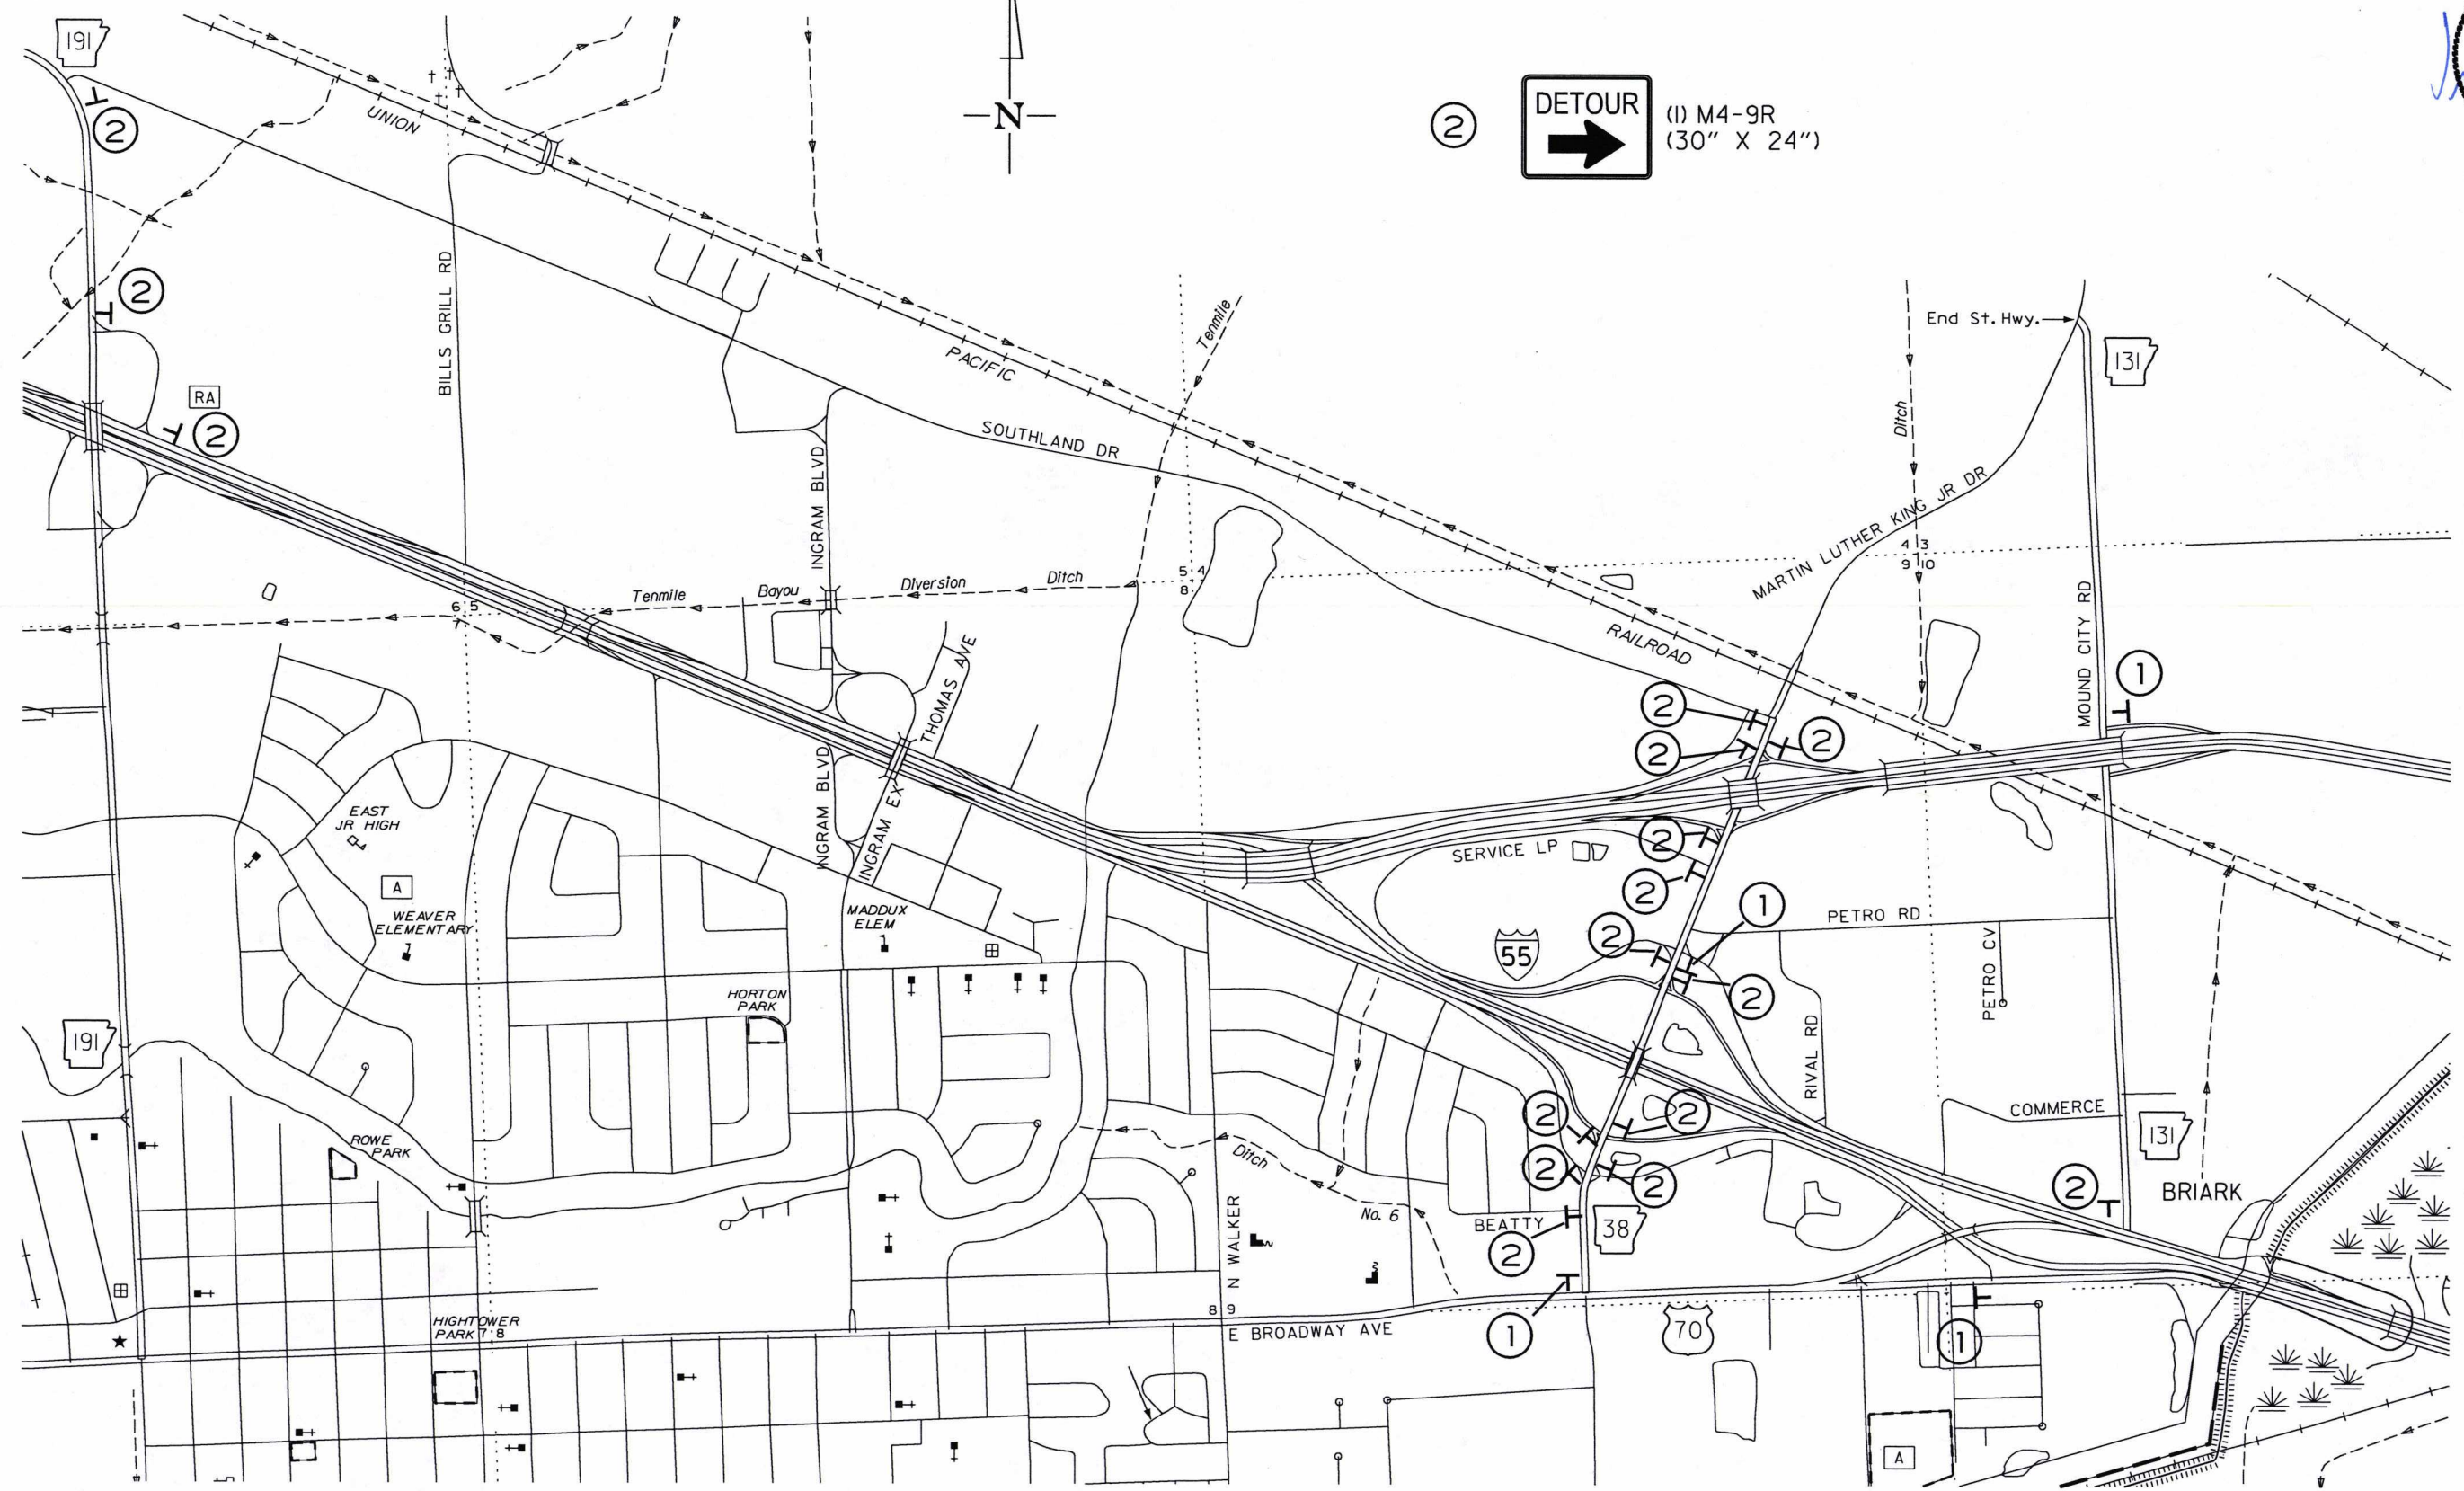 191
2
UNION
N
2
DETOUR
(1) M4-9R
(30" X 24")
2
BILLS GRILL RD
Tenmile
End St. Hwy.
131
PACIFIC
RA
2
SOUTHLAND DR
Ditch
INGRAM BLVD
MARTIN LUTHER KING JR DR
4 3
9 10
5 4
8
Tenmile
Bayou
Diversion
Ditch
6 5
7
RAILROAD
MOUND CITY RD
THOMAS AVE
1
2
2
2
INGRAM BLVD
INGRAM EX
EAST
JR HIGH
SERVICE LP
2
2
A
WEAVER
ELEMENTARY
MADDUX
ELEM
1
PETRO RD
2
55
2
PETRO CV
HORTON
PARK
191
RIVAL RD
2
2
COMMERCE
131
ROWE
PARK
Ditch
2
2
2
BRIARK
No. 6
BEATTY
38
2
N WALKER
1
8 9
E BROADWAY AVE
70
1
HIGHTOWER
PARK
7 8
A